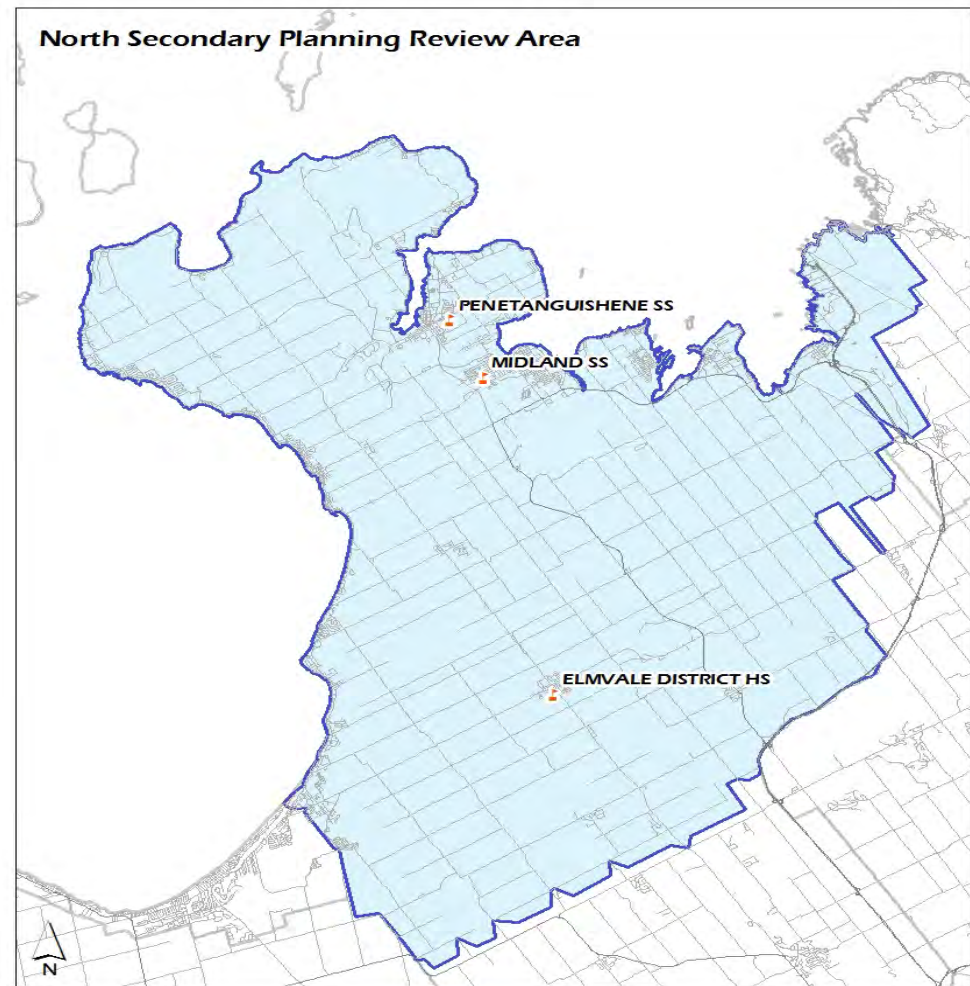 North Secondary Planning Review Area
PENETANGUISHENE SS
MIDLAND SS
ELMVALE DISTRICT HS
N